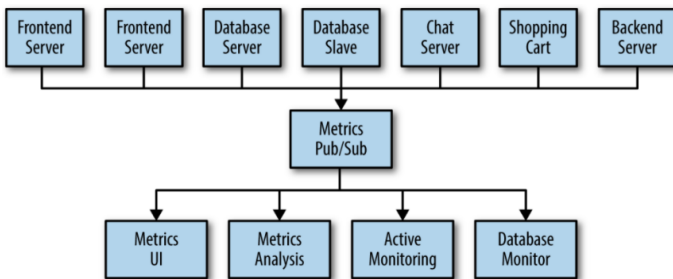 Frontend
Server
Frontend
Server
Database
Server
Database
Slave
Chat
Server
Shopping
Cart
Backend
Server
Metrics
Pub/Sub
Metrics
UI
Metrics
Analysis
Active
Monitoring
Database
Monitor